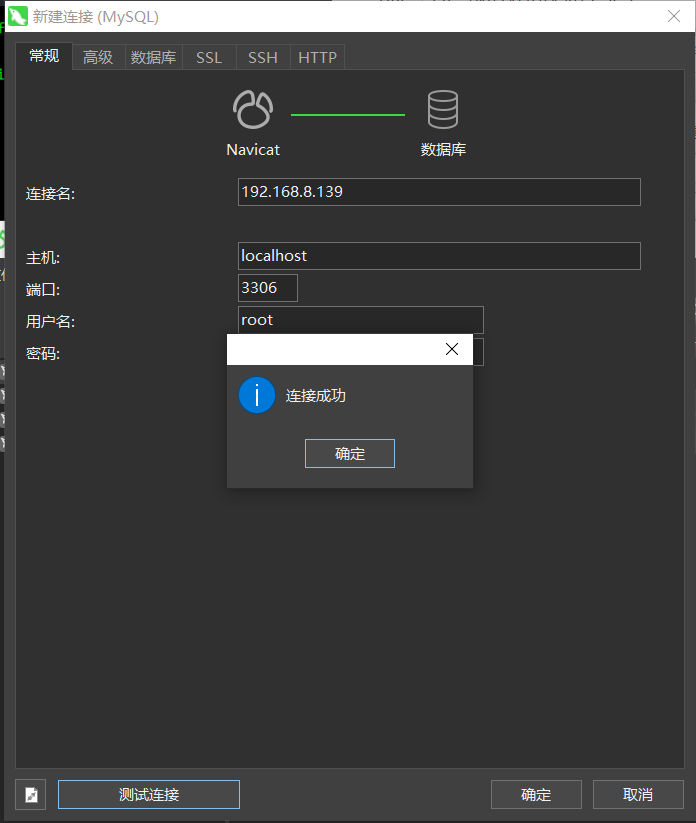 新建连接 (MySQL)
常规 高级 数据库 SSL SSH HTTP
Navicat 数据库
连接名: 192.168.8.139
主机: localhost
端口: 3306
用户名: root
密码:
连接成功
确定
测试连接 确定 取消